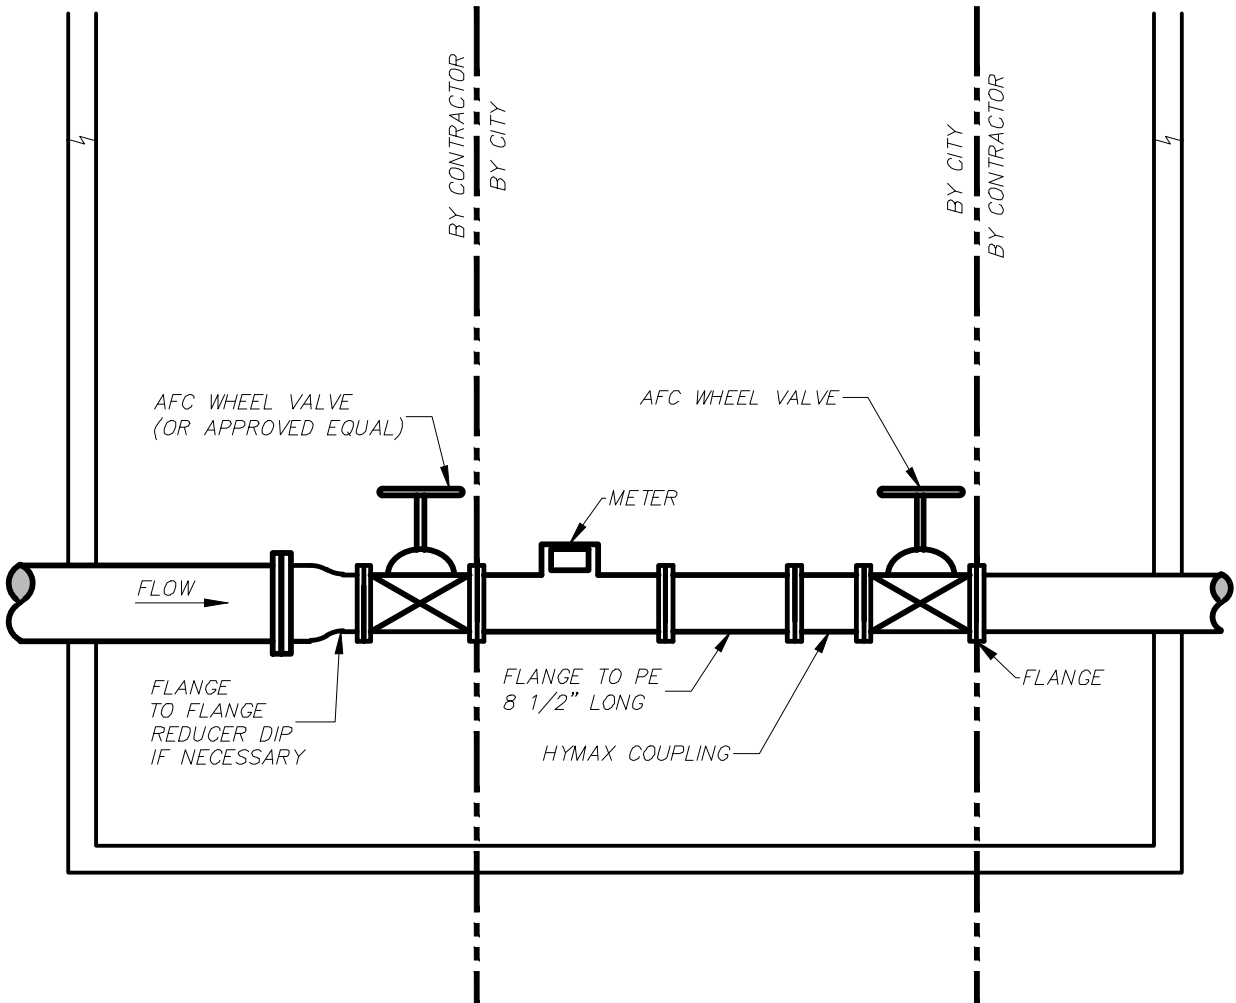 BY CONTRACTOR
BY CITY
BY CITY
BY CONTRACTOR
AFC WHEEL VALVE
(OR APPROVED EQUAL)
AFC WHEEL VALVE
METER
FLOW
FLANGE
TO FLANGE
REDUCER DIP
IF NECESSARY
FLANGE TO PE
8 1/2" LONG
HYMAX COUPLING
FLANGE